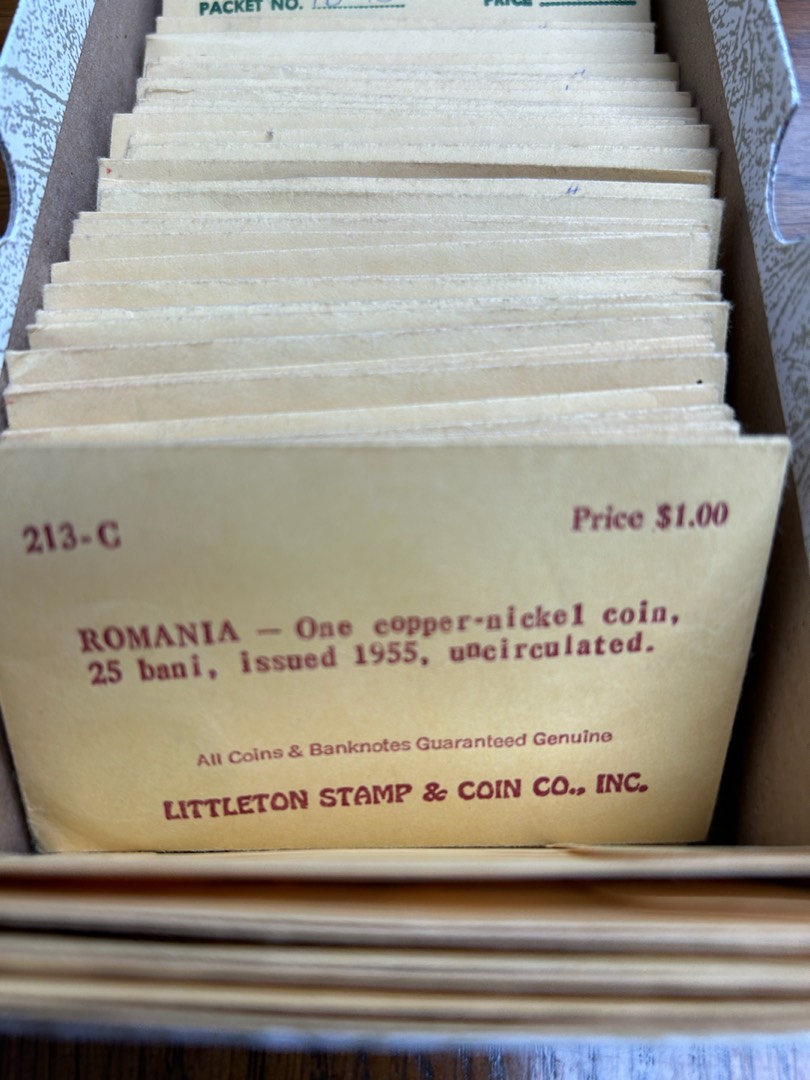 PACKET NO.
PRICE
213-C
Price $1.00
ROMANIA — One copper-nickel coin,
25 bani, issued 1955, uncirculated.
All Coins & Banknotes Guaranteed Genuine
LITTLETON STAMP & COIN CO., INC.